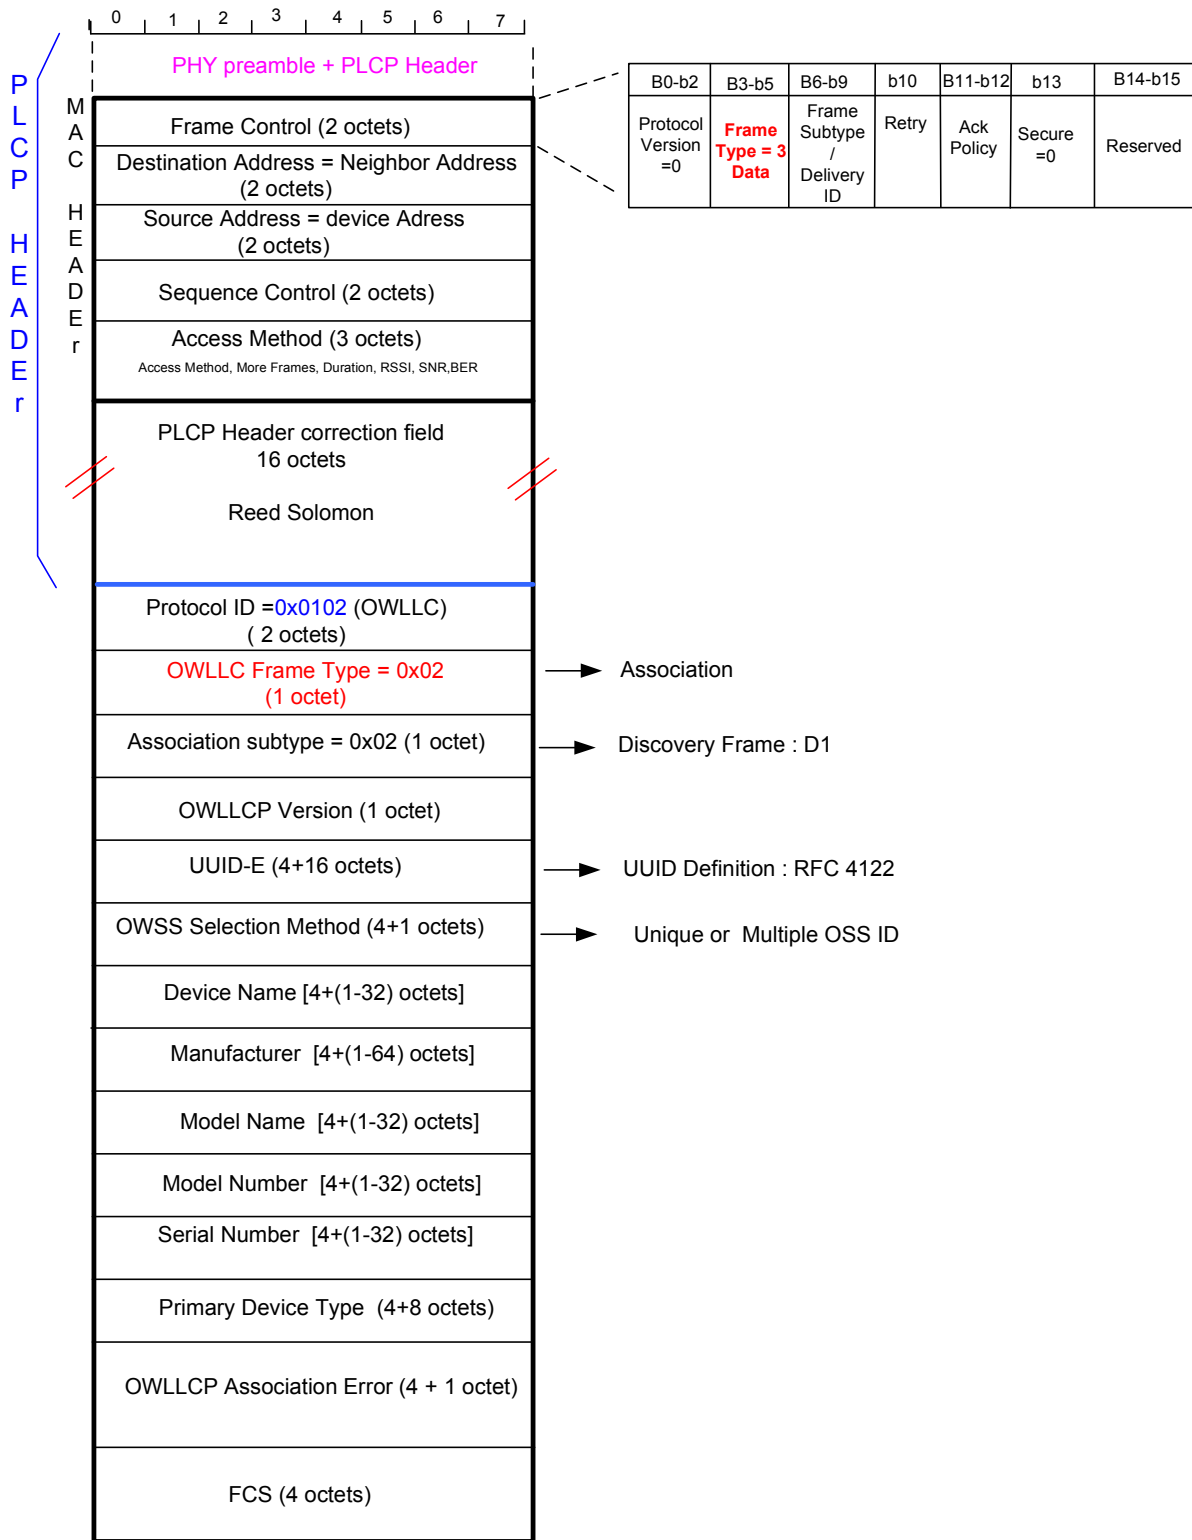 0 1 2 3 4 5 6 7
PHY preamble + PLCP Header
PLCP HEADEr
MAC HEADEr
Frame Control (2 octets)
Destination Address = Neighbor Address
(2 octets)
Source Address = device Adress
(2 octets)
Sequence Control (2 octets)
Access Method (3 octets)
Access Method, More Frames, Duration, RSSI, SNR,BER
PLCP Header correction field
16 octets
Reed Solomon
B0-b2 B3-b5 B6-b9 b10 B11-b12 b13 B14-b15
Protocol
Version
=0
Frame
Type = 3
Data
Frame
Subtype
/
Delivery
ID
Retry
Ack
Policy
Secure
=0
Reserved
Protocol ID =0x0102 (OWLLC)
( 2 octets)
OWLLC Frame Type = 0x02
(1 octet)
Association
Association subtype = 0x02 (1 octet)
Discovery Frame : D1
OWLLCP Version (1 octet)
UUID-E (4+16 octets)
UUID Definition : RFC 4122
OWSS Selection Method (4+1 octets)
Unique or Multiple OSS ID
Device Name [4+(1-32) octets]
Manufacturer [4+(1-64) octets]
Model Name [4+(1-32) octets]
Model Number [4+(1-32) octets]
Serial Number [4+(1-32) octets]
Primary Device Type (4+8 octets)
OWLLCP Association Error (4 + 1 octet)
FCS (4 octets)